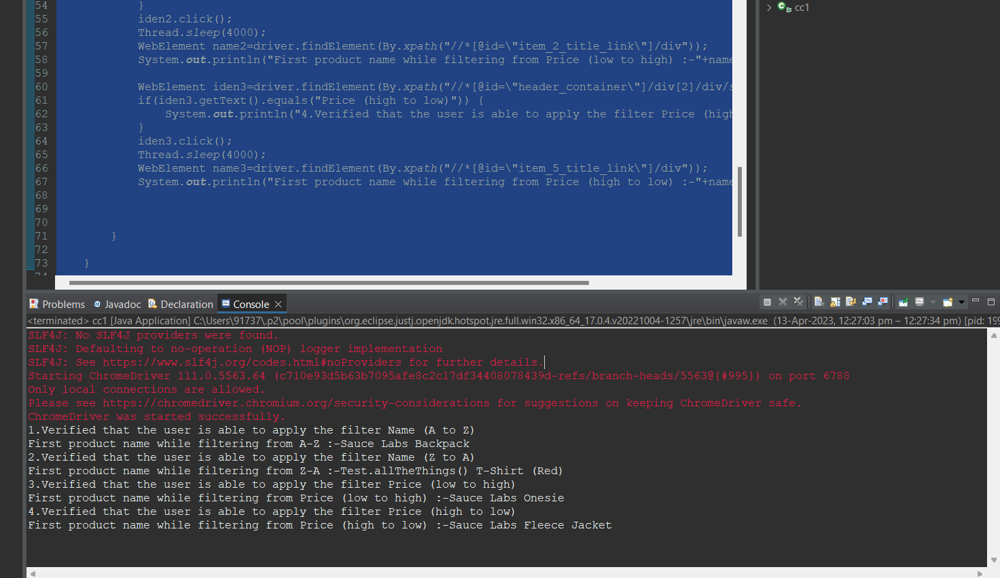 54 }
55 iden2.click();
56 Thread.sleep(4000);
57 WebElement name2=driver.findElement(By.xpath("//*[@id=\"item_2_title_link\"]/div"));
58 System.out.println("First product name while filtering from Price (low to high) :-"+name
59
60 WebElement iden3=driver.findElement(By.xpath("//*[@id=\"header_container\"]/div[2]/div/s
61 if(iden3.getText().equals("Price (high to low)")) {
62 System.out.println("4.Verified that the user is able to apply the filter Price (high
63 }
64 iden3.click();
65 Thread.sleep(4000);
66 WebElement name3=driver.findElement(By.xpath("//*[@id=\"item_5_title_link\"]/div"));
67 System.out.println("First product name while filtering from Price (high to low) :-"+name
68
69
70
71 }
72
73 }
74
cc1
Problems Javadoc Declaration Console
<terminated> cc1 [Java Application] C:\Users\91737\.p2\pool\plugins\org.eclipse.justj.openjdk.hotspot.jre.full.win32.x86_64_17.0.4.v20221004-1257\jre\bin\javaw.exe (13-Apr-2023, 12:27:03 pm – 12:27:34 pm) [pid: 199
SLF4J: No SLF4J providers were found.
SLF4J: Defaulting to no-operation (NOP) logger implementation
SLF4J: See https://www.slf4j.org/codes.html#noProviders for further details.
Starting ChromeDriver 111.0.5563.64 (c710e93d5b63b7095afe8c2c17df34408078439d-refs/branch-heads/5563@{#995}) on port 6788
Only local connections are allowed.
Please see https://chromedriver.chromium.org/security-considerations for suggestions on keeping ChromeDriver safe.
ChromeDriver was started successfully.
1.Verified that the user is able to apply the filter Name (A to Z)
First product name while filtering from A-Z :-Sauce Labs Backpack
2.Verified that the user is able to apply the filter Name (Z to A)
First product name while filtering from Z-A :-Test.allTheThings() T-Shirt (Red)
3.Verified that the user is able to apply the filter Price (low to high)
First product name while filtering from Price (low to high) :-Sauce Labs Onesie
4.Verified that the user is able to apply the filter Price (high to low)
First product name while filtering from Price (high to low) :-Sauce Labs Fleece Jacket